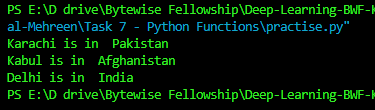 PS E:\D drive\Bytewise Fellowship\Deep-Learning-BWF-
al-Mehreen\Task 7 - Python Functions\practise.py"
Karachi is in  Pakistan
Kabul is in  Afghanistan
Delhi is in  India
PS E:\D drive\Bytewise Fellowship\Deep-Learning-BWF-